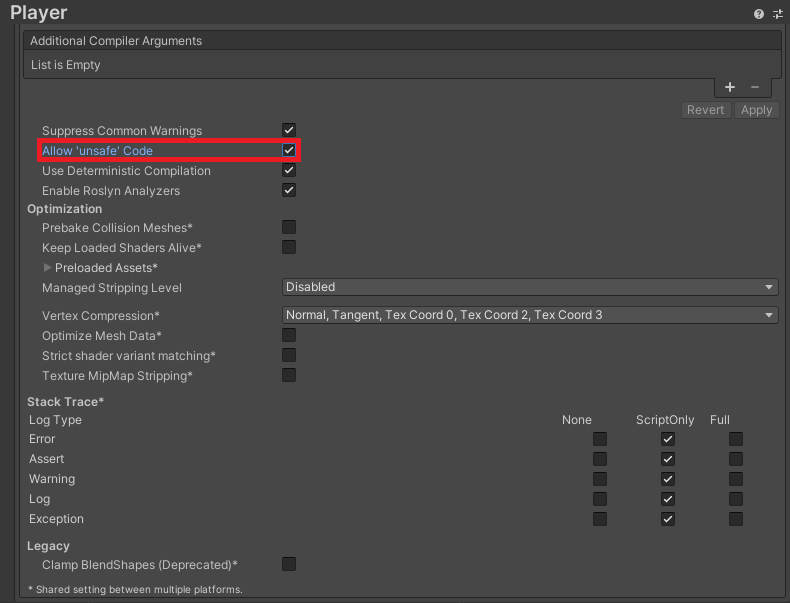 Player
Additional Compiler Arguments
List is Empty
Revert Apply
Suppress Common Warnings
Allow 'unsafe' Code
Use Deterministic Compilation
Enable Roslyn Analyzers
Optimization
Prebake Collision Meshes*
Keep Loaded Shaders Alive*
Preloaded Assets*
Managed Stripping Level Disabled
Vertex Compression* Normal, Tangent, Tex Coord 0, Tex Coord 2, Tex Coord 3
Optimize Mesh Data*
Strict shader variant matching*
Texture MipMap Stripping*
Stack Trace*
Log Type None ScriptOnly Full
Error
Assert
Warning
Log
Exception
Legacy
Clamp BlendShapes (Deprecated)*
* Shared setting between multiple platforms.